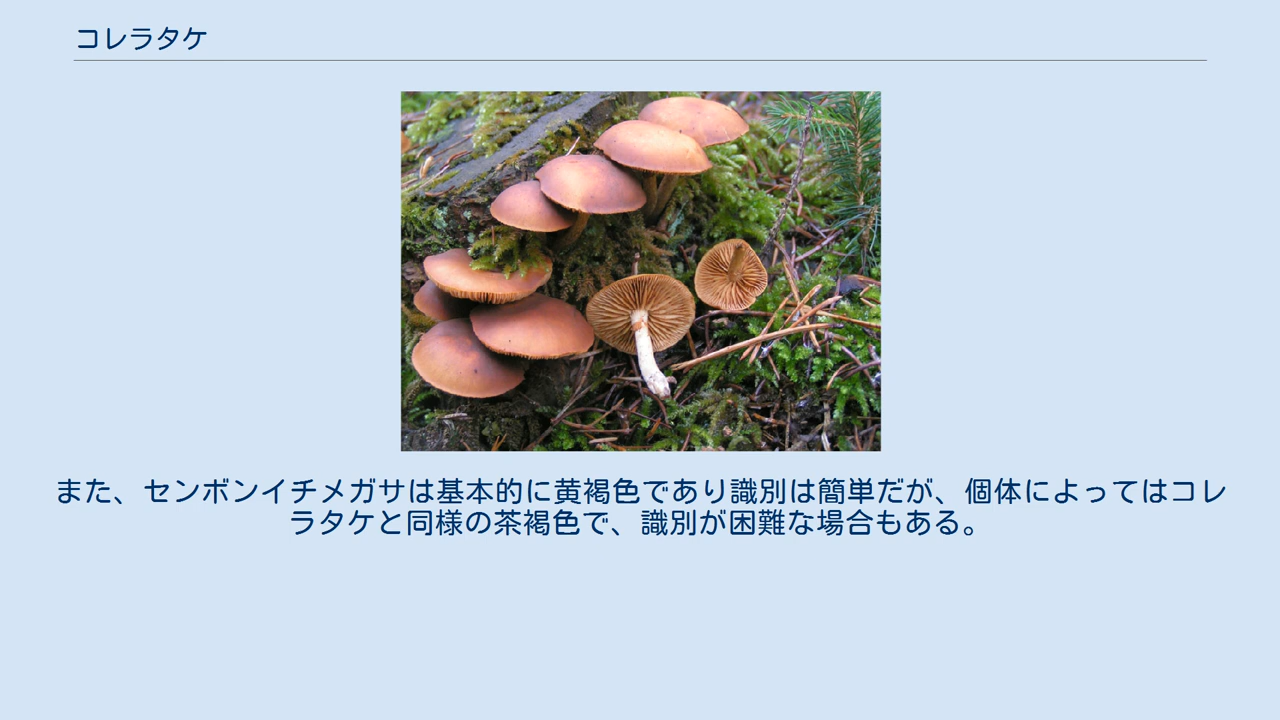 コレラタケ
また、センボンイチメガサは基本的に黄褐色であり識別は簡単だが、個体によってはコレ
ラタケと同様の茶褐色で、識別が困難な場合もある。